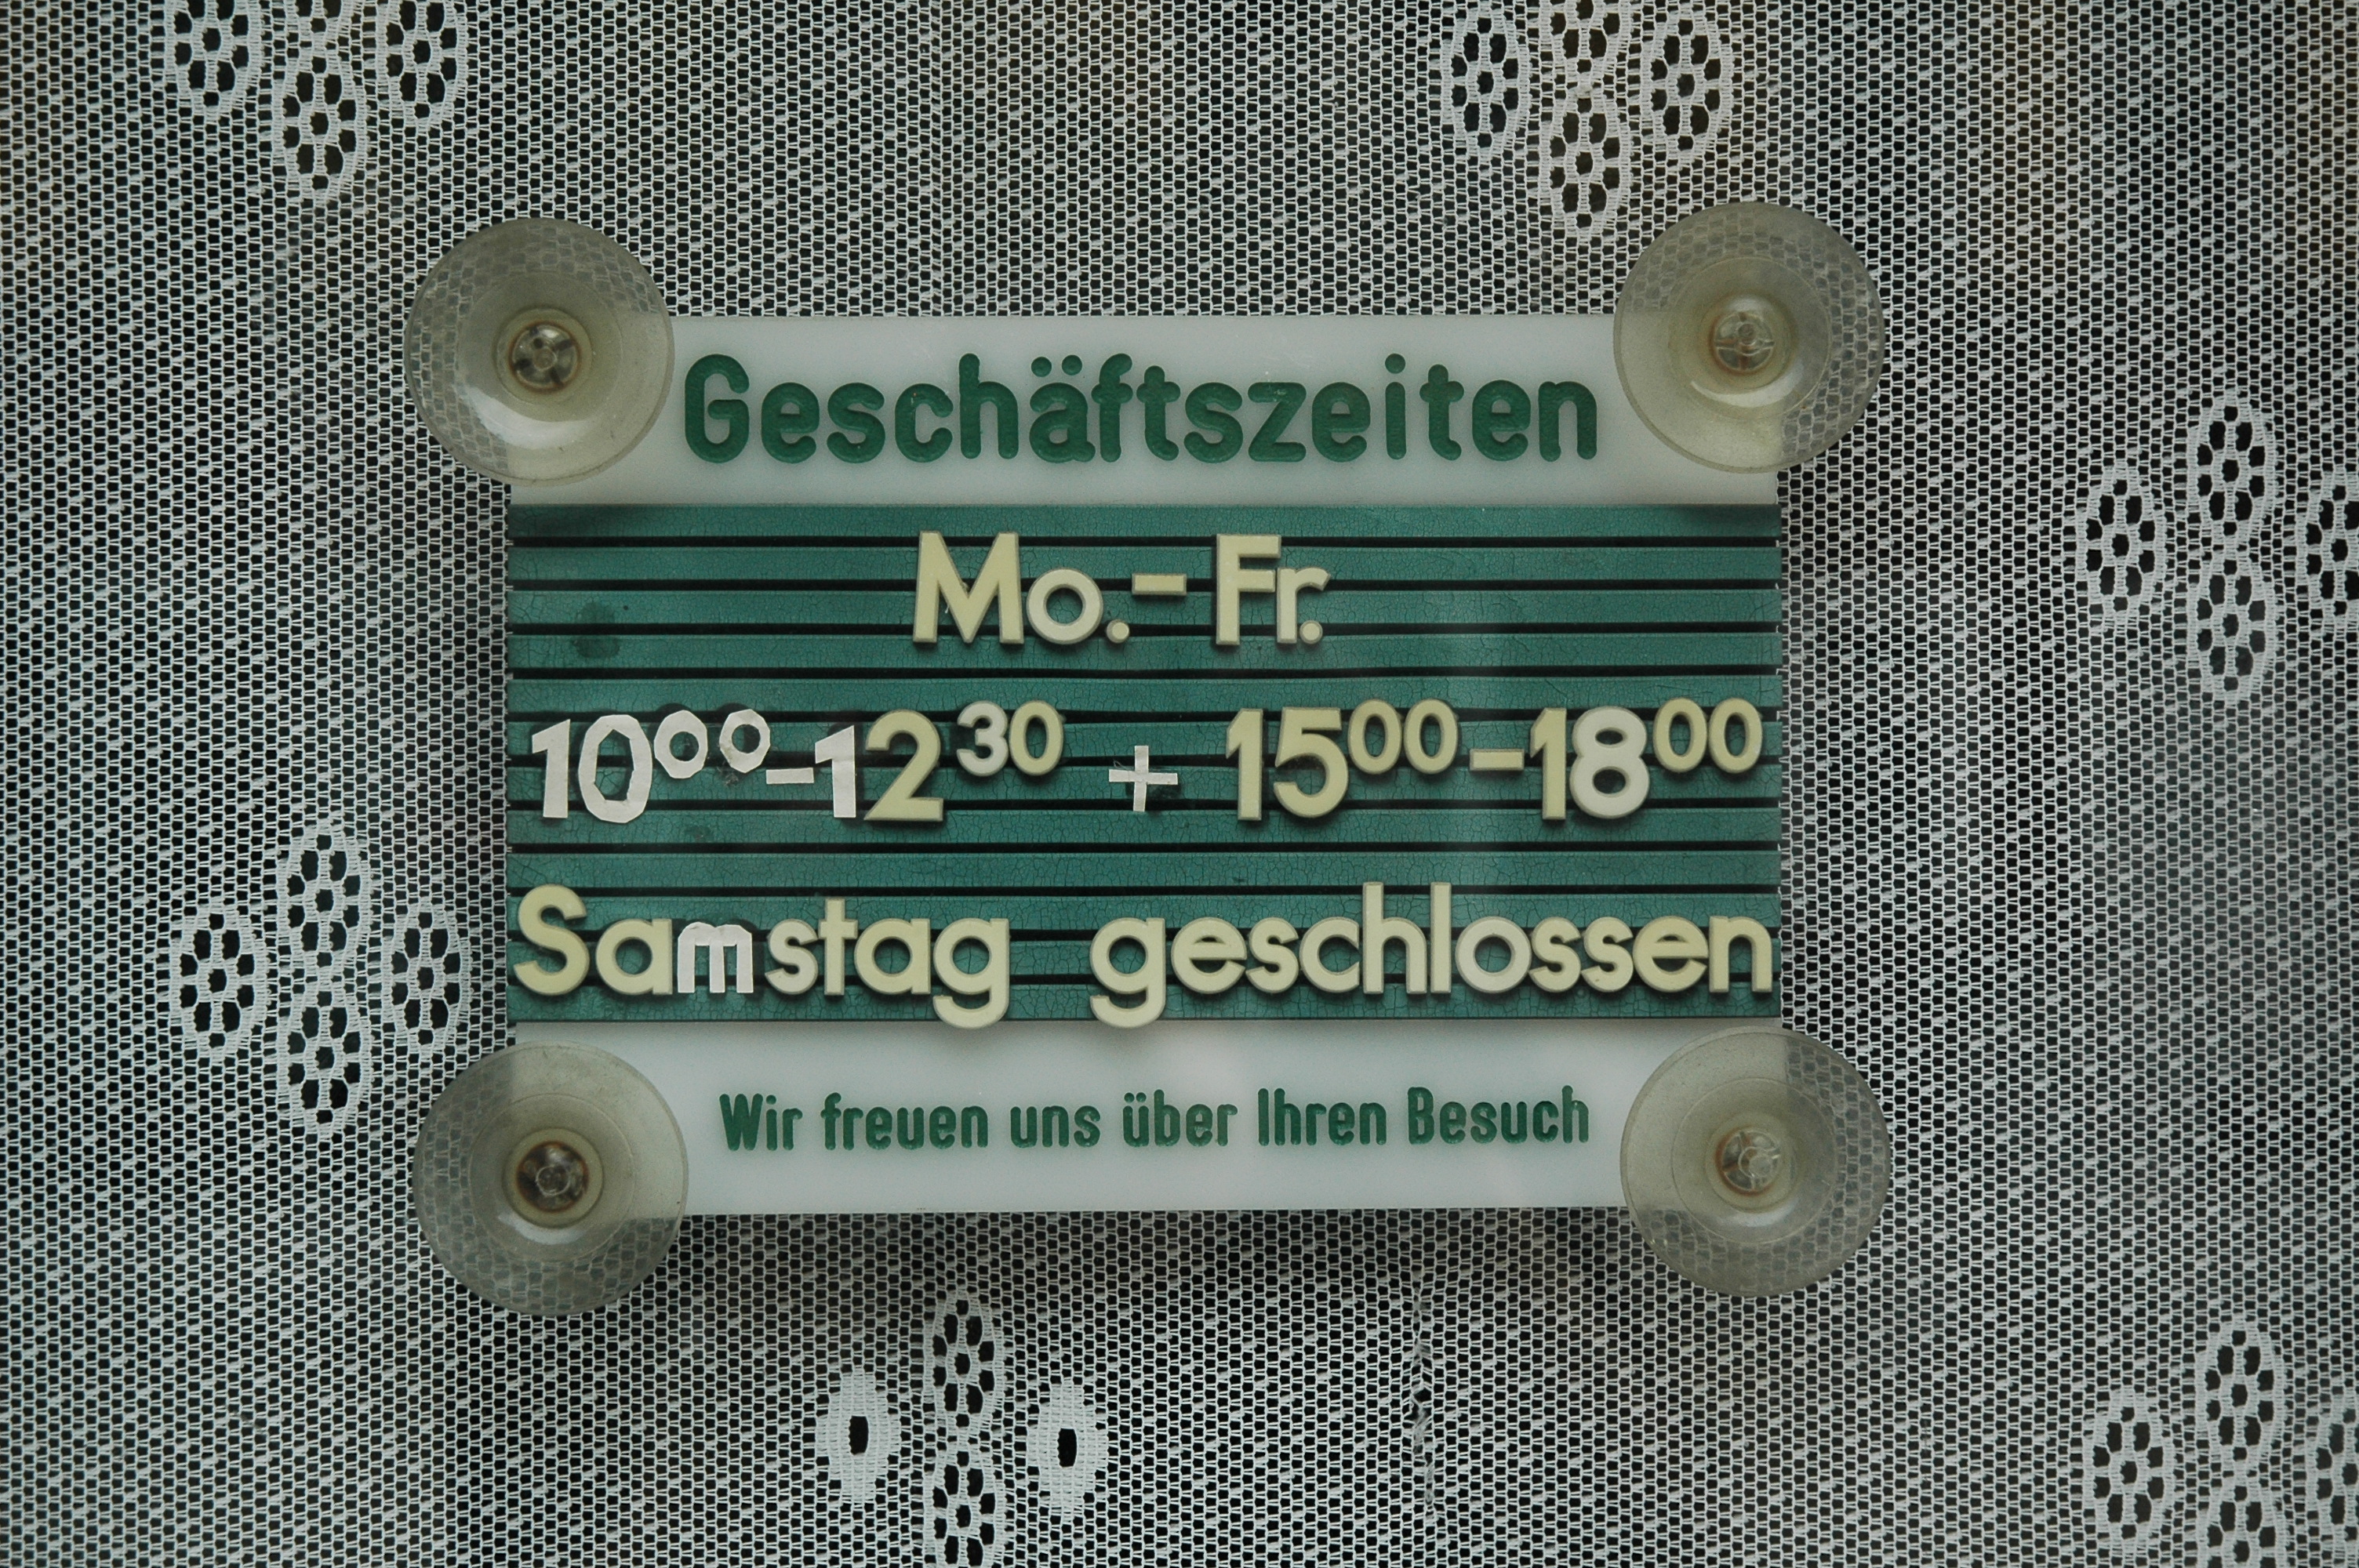 Geschäftszeiten
Mo.-Fr.
10⁰⁰-12³⁰ + 15⁰⁰-18⁰⁰
Samstag geschlossen
Wir freuen uns über Ihren Besuch